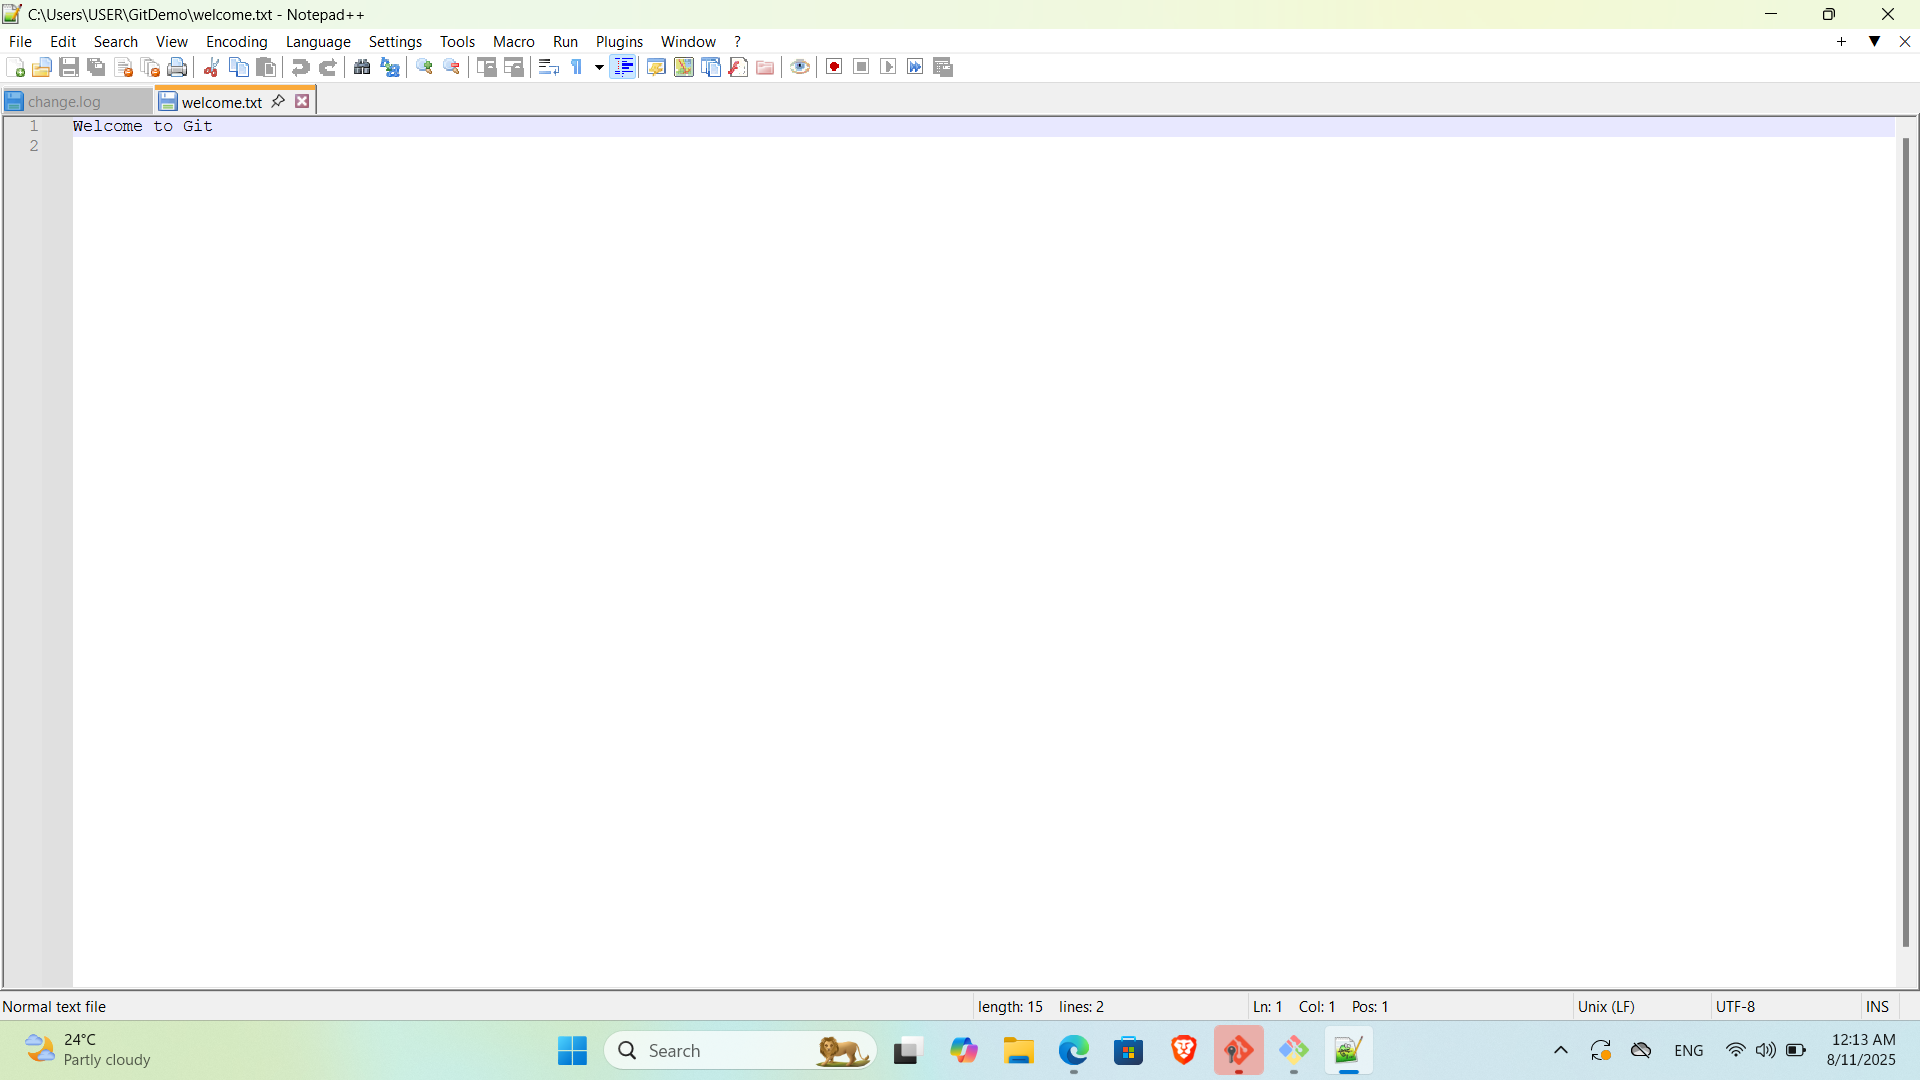 C:\Users\USER\GitDemo\welcome.txt - Notepad++
File Edit Search View Encoding Language Settings Tools Macro Run Plugins Window ?
change.log welcome.txt
1 Welcome to Git
2
Normal text file length: 15 lines: 2 Ln: 1 Col: 1 Pos: 1 Unix (LF) UTF-8 INS
24°C
Partly cloudy
Search
ENG
12:13 AM
8/11/2025